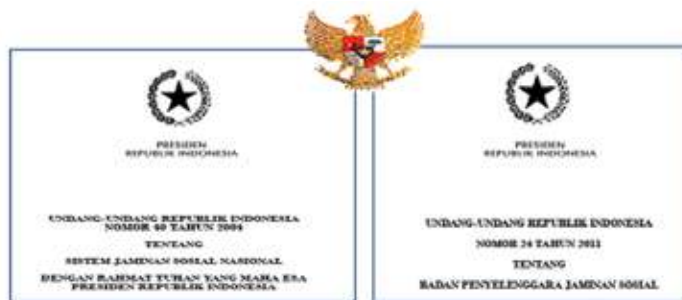 PRESIDEN
REPUBLIK INDONESIA
UNDANG-UNDANG REPUBLIK INDONESIA
NOMOR 40 TAHUN 2004
TENTANG
SISTEM JAMINAN SOSIAL NASIONAL
DENGAN RAHMAT TUHAN YANG MAHA ESA
PRESIDEN REPUBLIK INDONESIA
PRESIDEN
REPUBLIK INDONESIA
UNDANG-UNDANG REPUBLIK INDONESIA
NOMOR 24 TAHUN 2011
TENTANG
BADAN PENYELENGGARA JAMINAN SOSIAL